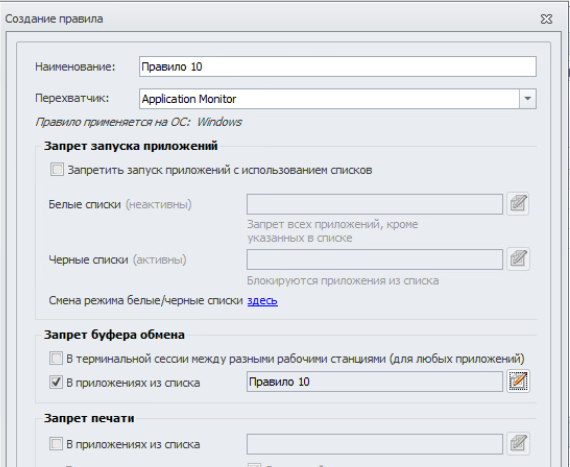 Создание правила
Наименование: Правило 10
Перехватчик: Application Monitor
Правило применяется на ОС: Windows
Запрет запуска приложений
Запретить запуск приложений с использованием списков
Белые списки (неактивны)
Запрет всех приложений, кроме
указанных в списке
Черные списки (активны)
Блокируются приложения из списка
Смена режима белые/черные списки здесь
Запрет буфера обмена
В терминальной сессии между разными рабочими станциями (для любых приложений)
В приложениях из списка Правило 10
Запрет печати
В приложениях из списка